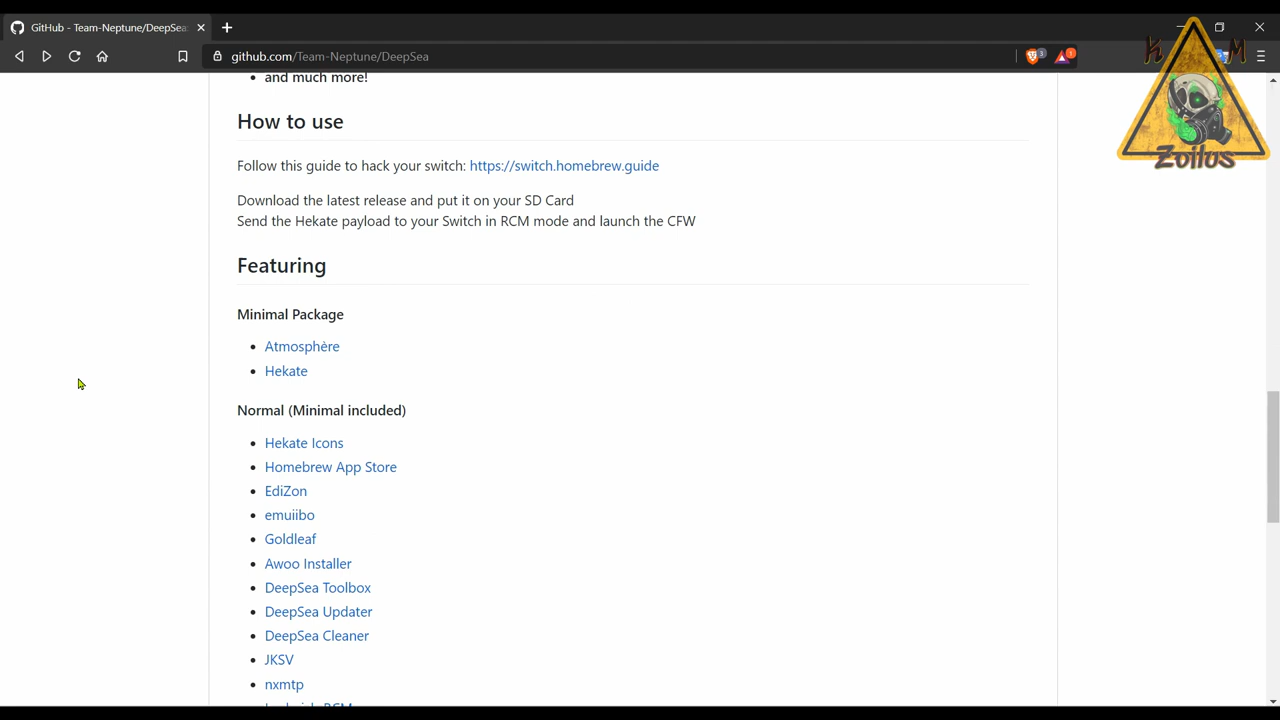 GitHub - Team-Neptune/DeepSea:
github.com/Team-Neptune/DeepSea
3
1
Zoilus
and much more!
How to use
Follow this guide to hack your switch: https://switch.homebrew.guide
Download the latest release and put it on your SD Card
Send the Hekate payload to your Switch in RCM mode and launch the CFW
Featuring
Minimal Package
Atmosphère
Hekate
Normal (Minimal included)
Hekate Icons
Homebrew App Store
EdiZon
emuiibo
Goldleaf
Awoo Installer
DeepSea Toolbox
DeepSea Updater
DeepSea Cleaner
JKSV
nxmtp